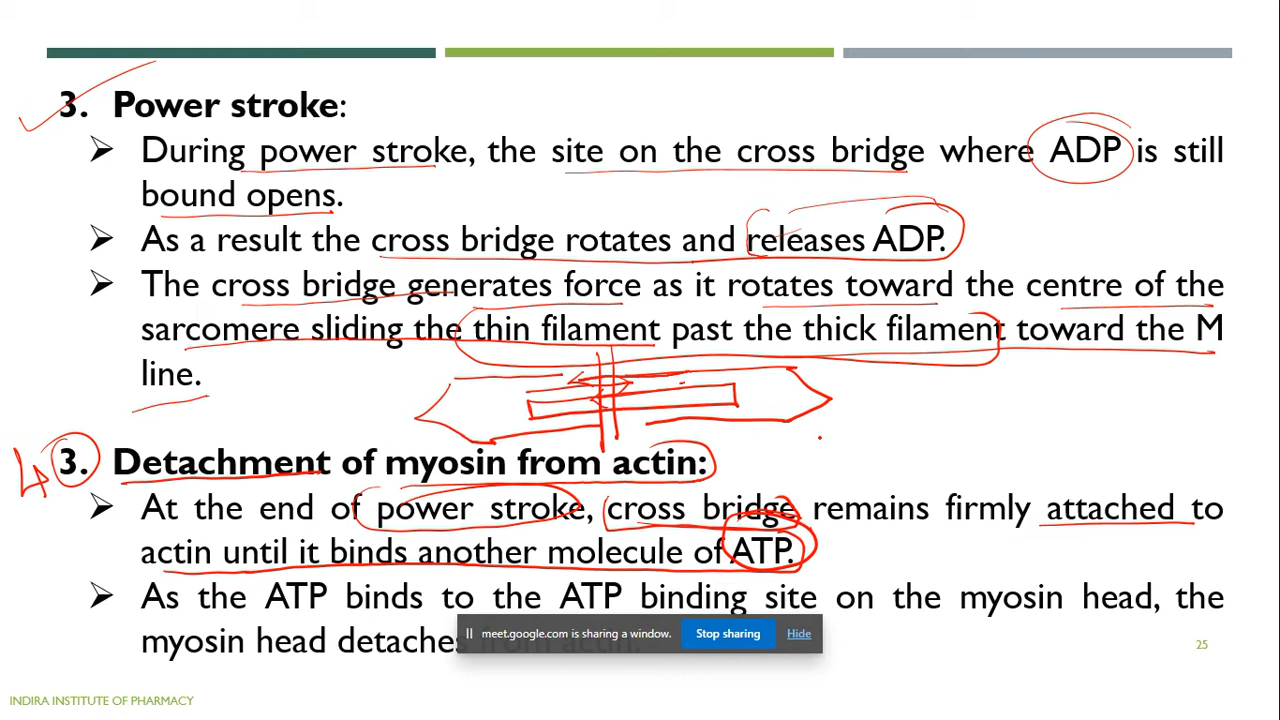 3. Power stroke:
➢ During power stroke, the site on the cross bridge where ADP is still
bound opens.
➢ As a result the cross bridge rotates and releases ADP.
➢ The cross bridge generates force as it rotates toward the centre of the
sarcomere sliding the thin filament past the thick filament toward the M
line.
4
3. Detachment of myosin from actin:
➢ At the end of power stroke, cross bridge remains firmly attached to
actin until it binds another molecule of ATP.
➢ As the ATP binds to the ATP binding site on the myosin head, the
myosin head detaches from actin.
meet.google.com is sharing a window. Stop sharing Hide
25
INDIRA INSTITUTE OF PHARMACY